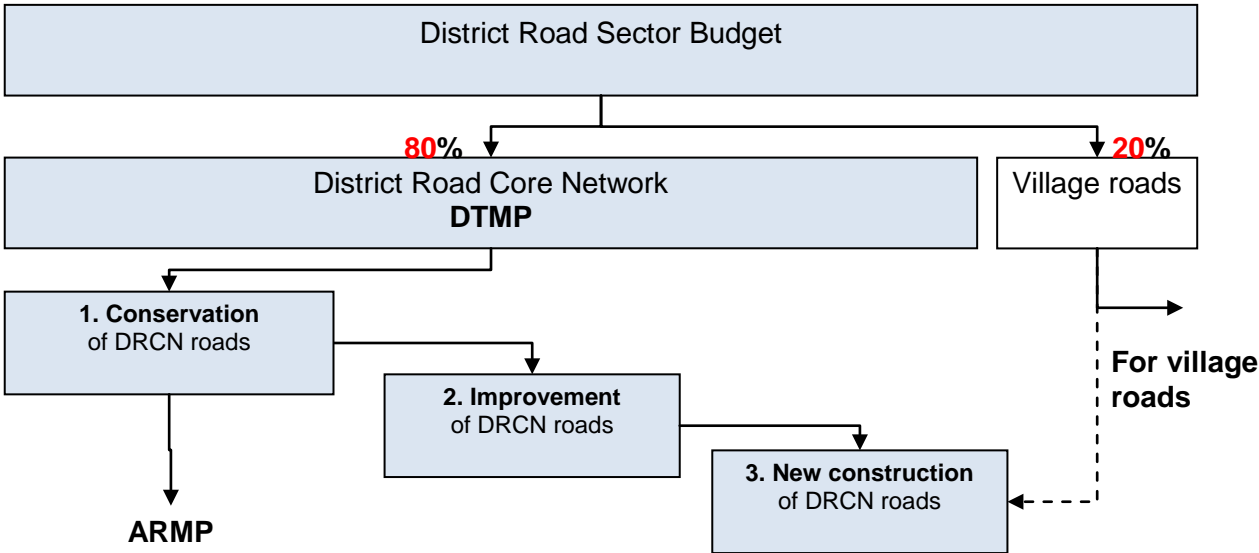 District Road Sector Budget
80%
20%
District Road Core Network
DTMP
Village roads
1. Conservation
of DRCN roads
2. Improvement
of DRCN roads
3. New construction
of DRCN roads
For village
roads
ARMP